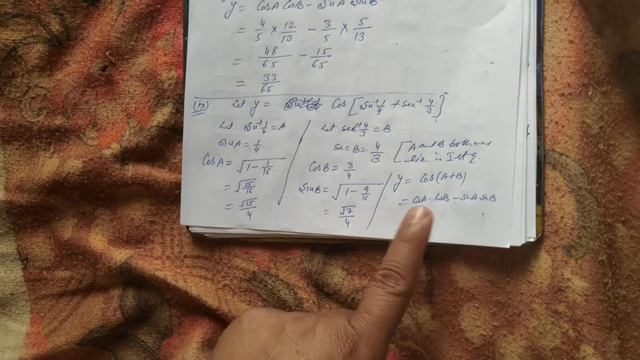 y = CosA CosB - SinA SinB
= 4/5 × 12/13 - 3/5 × 5/13
= 48/65 - 15/65
= 33/65
Let y = Cos [Sin⁻¹ 1/4 + sec⁻¹ 4/3]
Let Sin⁻¹ 1/4 = A
SinA = 1/4
CosA = √(1 - 1/16)
= √(15/16)
= √15/4
Let sec⁻¹ 4/3 = B
sec B = 4/3
CosB = 3/4
SinB = √(1 - 9/16)
= √7/4
[A and B both are
lie in Ist Q.
y = Cos(A+B)
= CosA CosB - SinA SinB